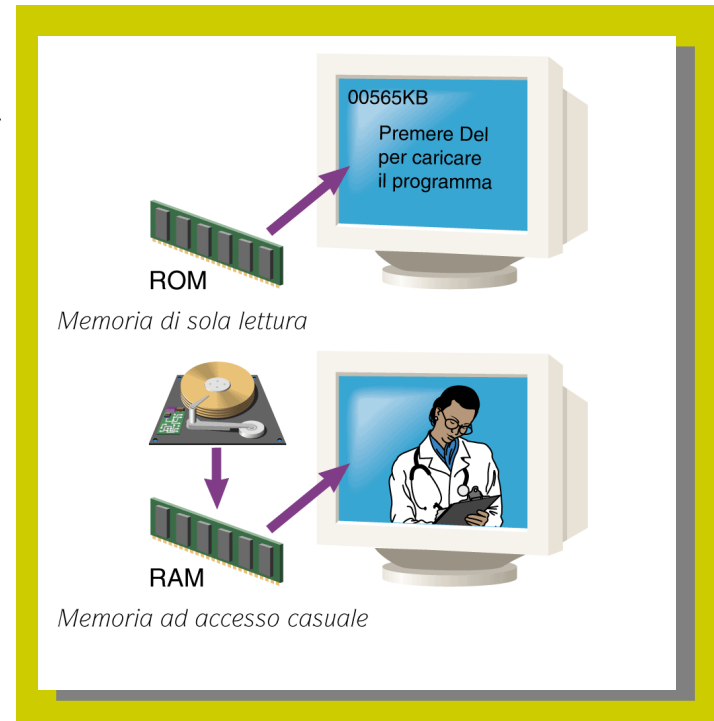 00565KB
Premere Del
per caricare
il programma
ROM
Memoria di sola lettura
RAM
Memoria ad accesso casuale